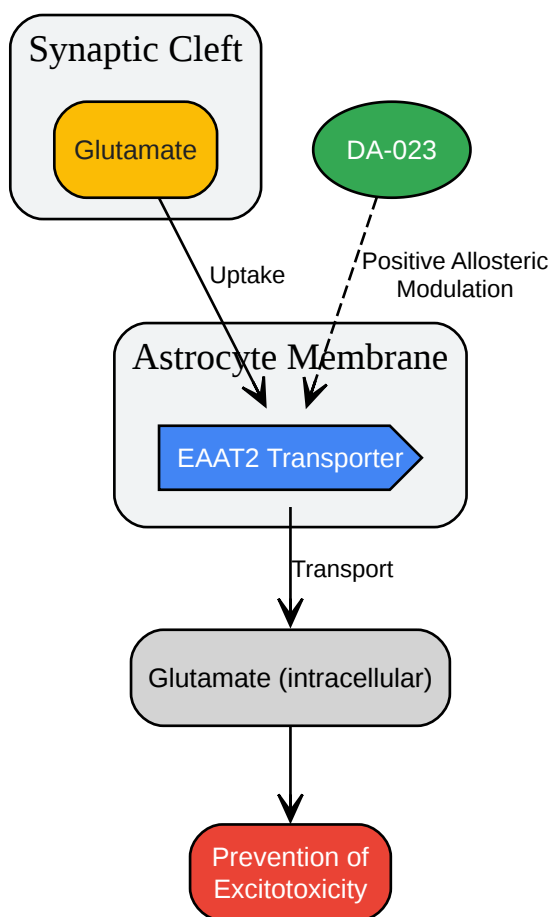 Synaptic Cleft
Glutamate
DA-023
Uptake
Positive Allosteric
Modulation
Astrocyte Membrane
EAAT2 Transporter
Transport
Glutamate (intracellular)
Prevention of
Excitotoxicity